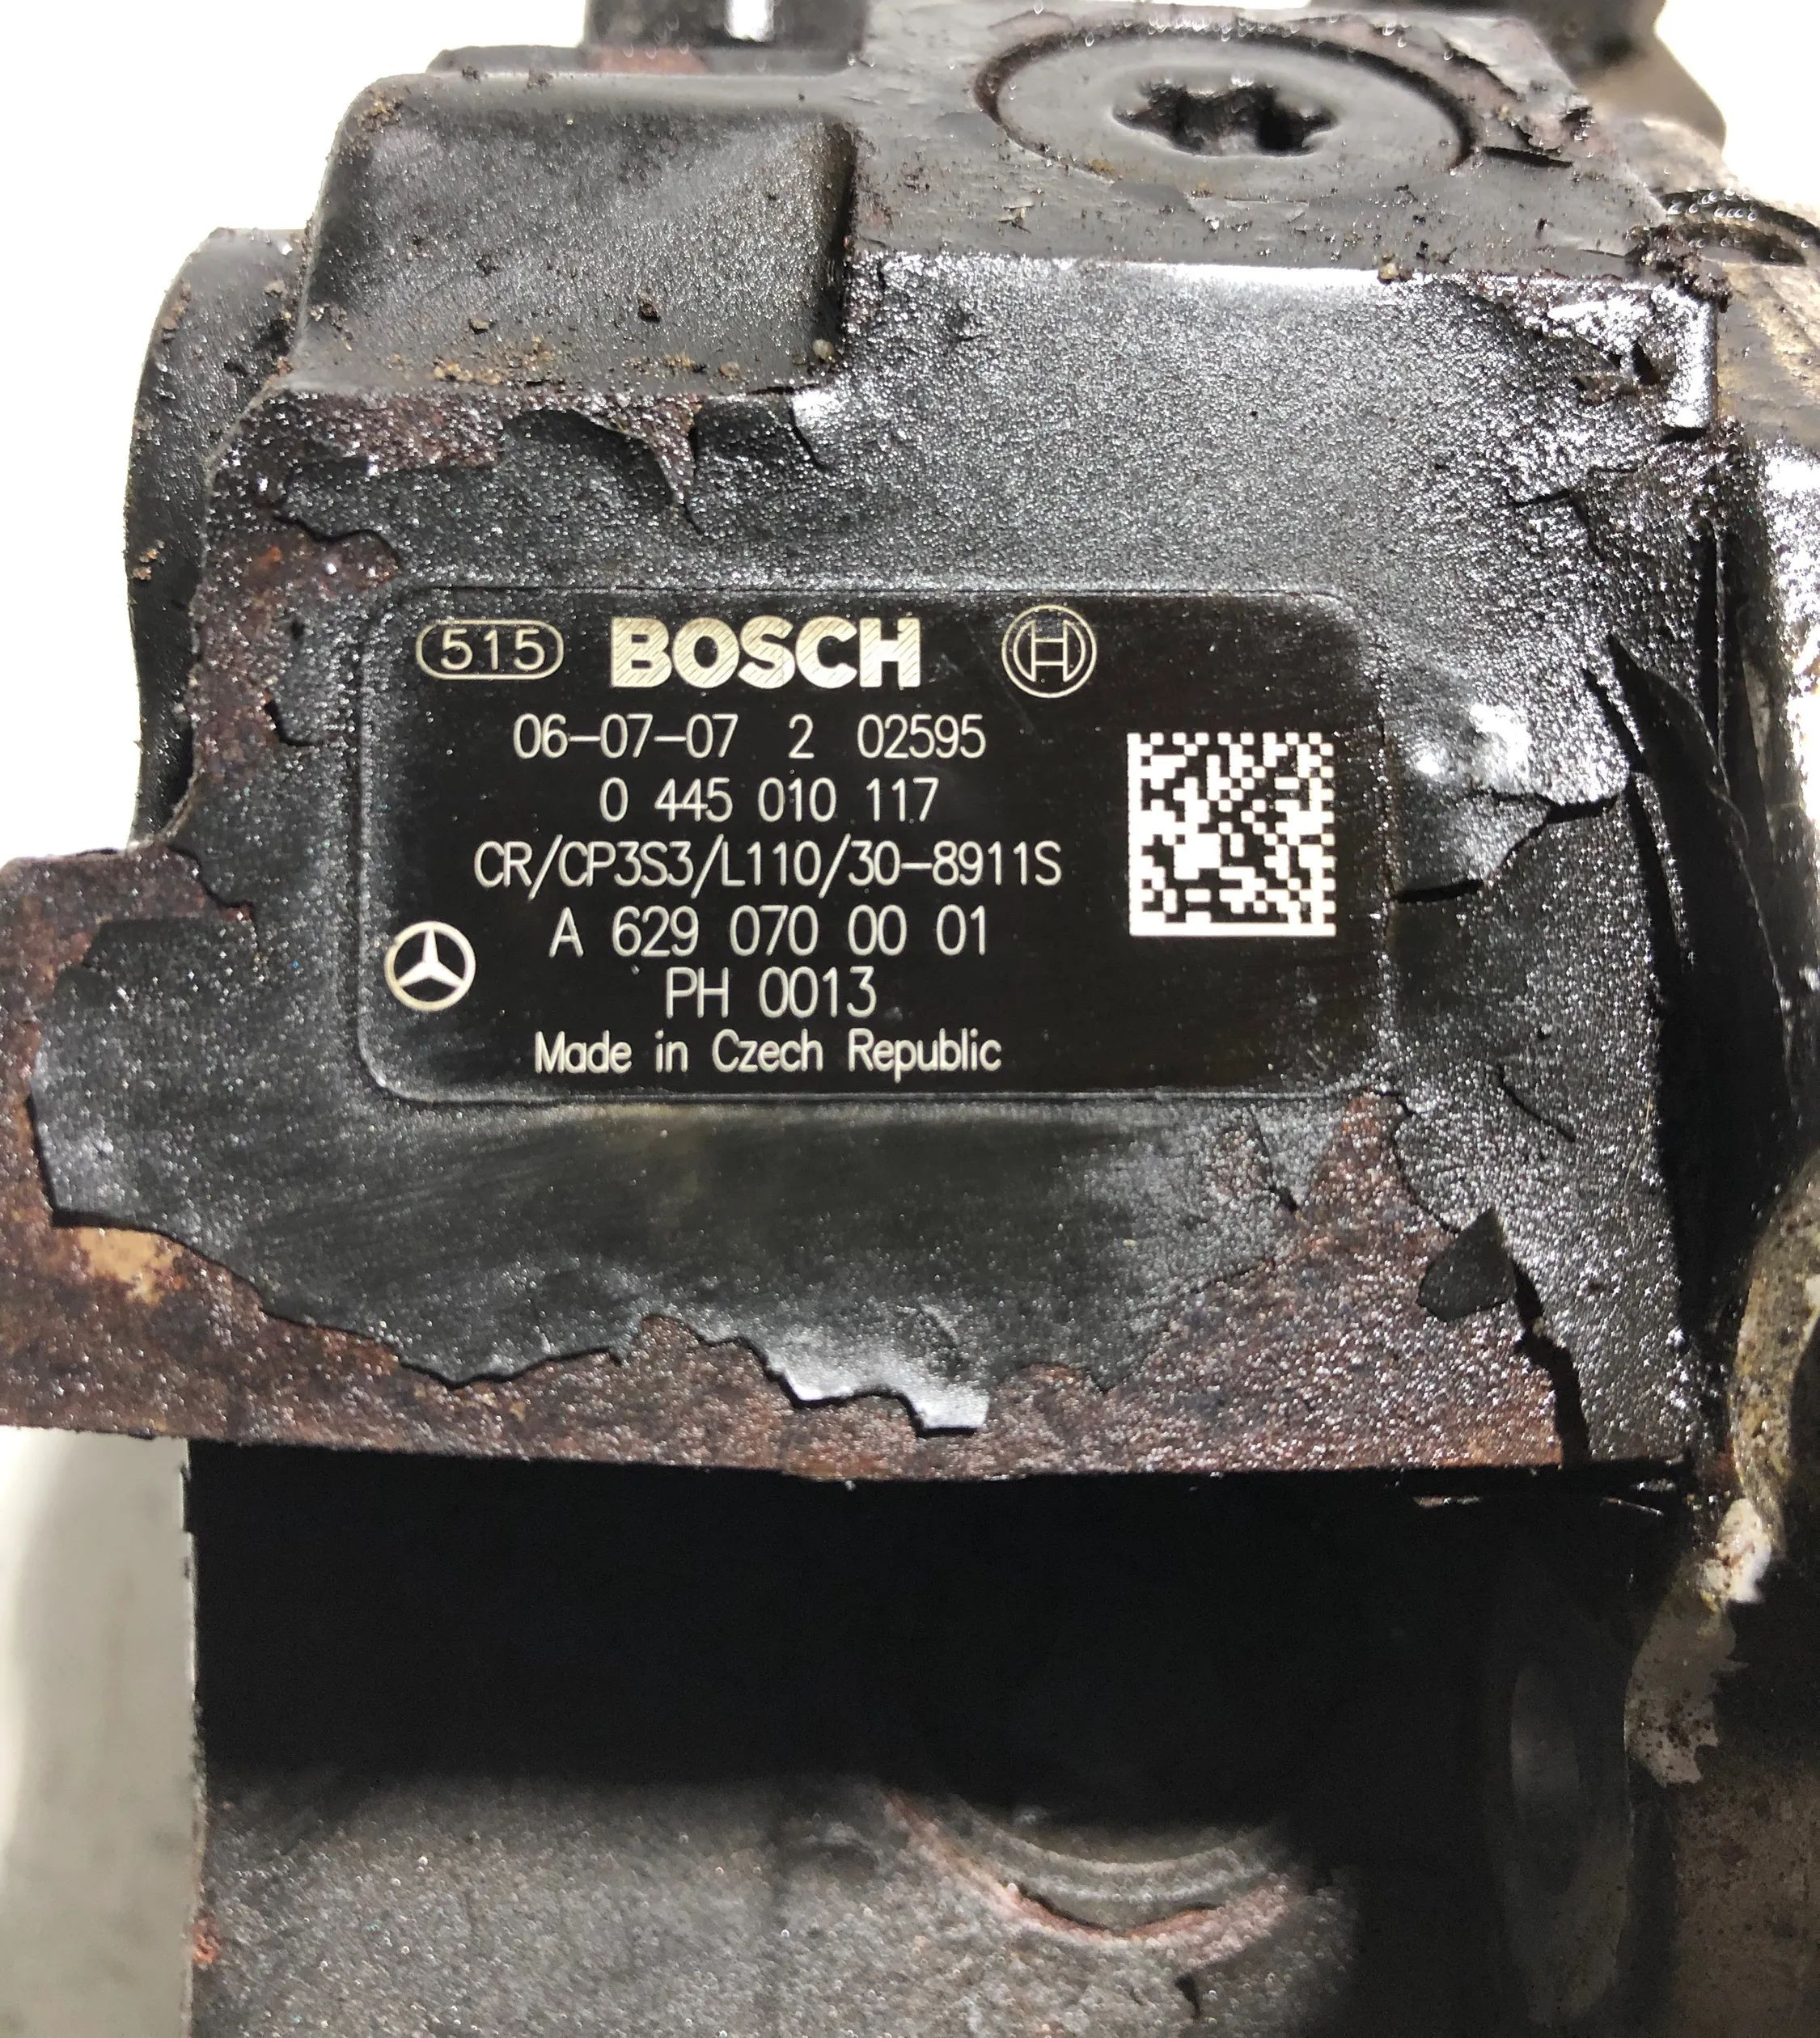 515 BOSCH
06-07-07 2 02595
0 445 010 117
CR/CP3S3/L110/30-8911S
A 629 070 00 01
PH 0013
Made in Czech Republic